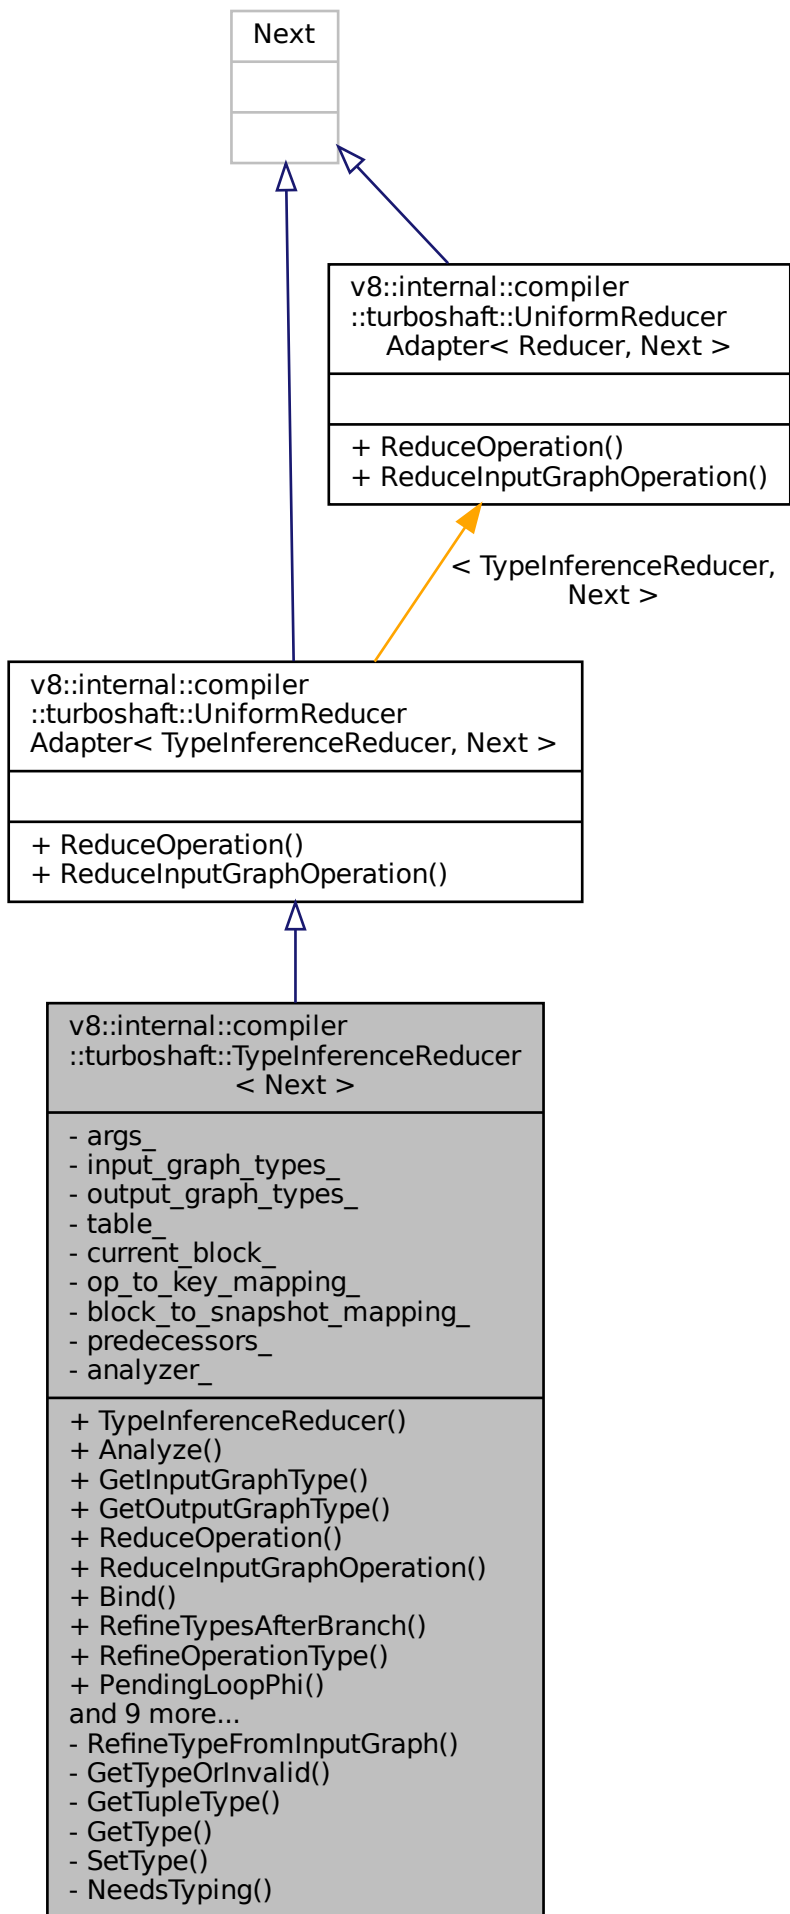 Next
v8::internal::compiler
::turboshaft::UniformReducer
Adapter< Reducer, Next >
+ ReduceOperation()
+ ReduceInputGraphOperation()
< TypeInferenceReducer,
Next >
v8::internal::compiler
::turboshaft::UniformReducer
Adapter< TypeInferenceReducer, Next >
+ ReduceOperation()
+ ReduceInputGraphOperation()
v8::internal::compiler
::turboshaft::TypeInferenceReducer
< Next >
- args_
- input_graph_types_
- output_graph_types_
- table_
- current_block_
- op_to_key_mapping_
- block_to_snapshot_mapping_
- predecessors_
- analyzer_
+ TypeInferenceReducer()
+ Analyze()
+ GetInputGraphType()
+ GetOutputGraphType()
+ ReduceOperation()
+ ReduceInputGraphOperation()
+ Bind()
+ RefineTypesAfterBranch()
+ RefineOperationType()
+ PendingLoopPhi()
and 9 more...
- RefineTypeFromInputGraph()
- GetTypeOrInvalid()
- GetTupleType()
- GetType()
- SetType()
- NeedsTyping()